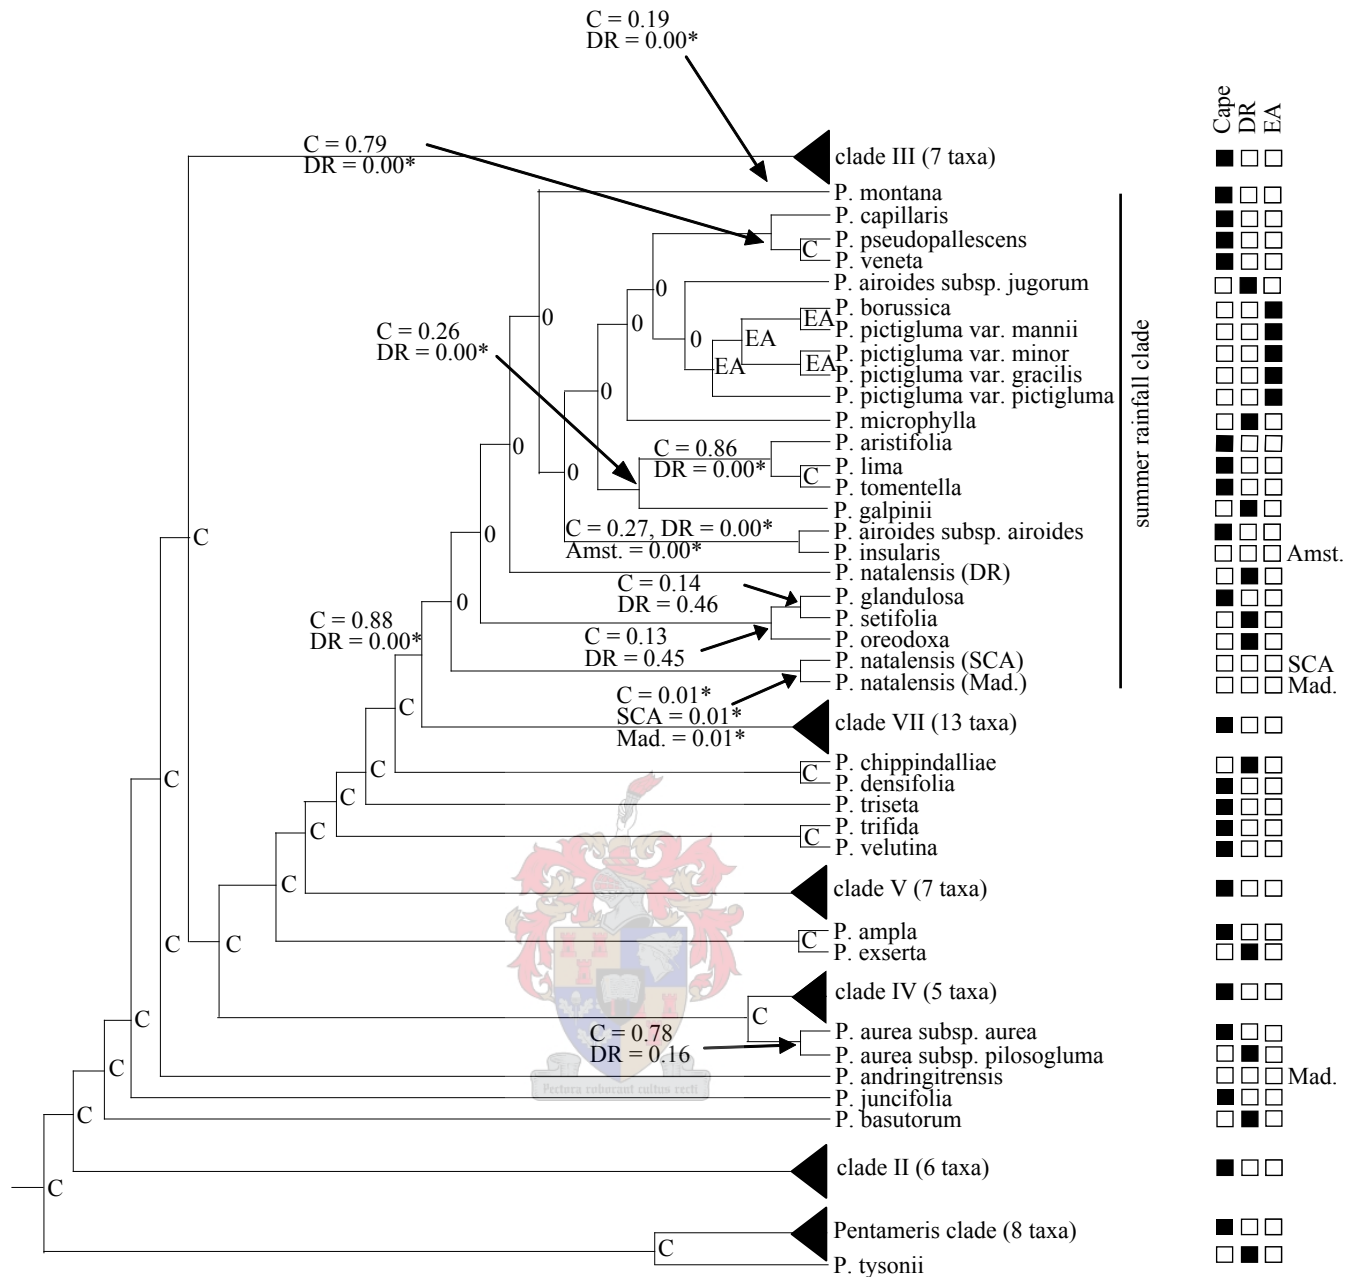 C = 0.19
DR = 0.00*
Cape
DR
EA
C = 0.79
DR = 0.00*
clade III (7 taxa)
P. montana
P. capillaris
P. pseudopallescens
C
P. veneta
P. airoides subsp. jugorum
0
P. borussica
EA
P. pictigluma var. mannii
0
0
C = 0.26
DR = 0.00*
0
EA
P. pictigluma var. minor
EA
P. pictigluma var. gracilis
EA
P. pictigluma var. pictigluma
0
P. microphylla
summer rainfall clade
P. aristifolia
0
C = 0.86
DR = 0.00*
P. lima
0
C
P. tomentella
P. galpinii
C = 0.27, DR = 0.00*
Amst. = 0.00*
P. airoides subsp. airoides
0
C
P. insularis
Amst.
P. natalensis (DR)
C = 0.14
DR = 0.46
P. glandulosa
0
P. setifolia
C = 0.88
DR = 0.00*
C = 0.13
DR = 0.45
P. oreodoxa
P. natalensis (SCA)
SCA
P. natalensis (Mad.)
Mad.
C = 0.01*
SCA = 0.01*
Mad. = 0.01*
C
clade VII (13 taxa)
P. chippindalliae
C
C
P. densifolia
C
C
P. triseta
P. trifida
C
C
P. velutina
C
clade V (7 taxa)
P. ampla
C
C
C
P. exserta
clade IV (5 taxa)
C
C
C = 0.78
DR = 0.16
P. aurea subsp. aurea
P. aurea subsp. pilosogluma
C
P. andringitrensis
Mad.
P. juncifolia
C
P. basutorum
Pectora roborant cultus recti
clade II (6 taxa)
C
Pentameris clade (8 taxa)
C
P. tysonii